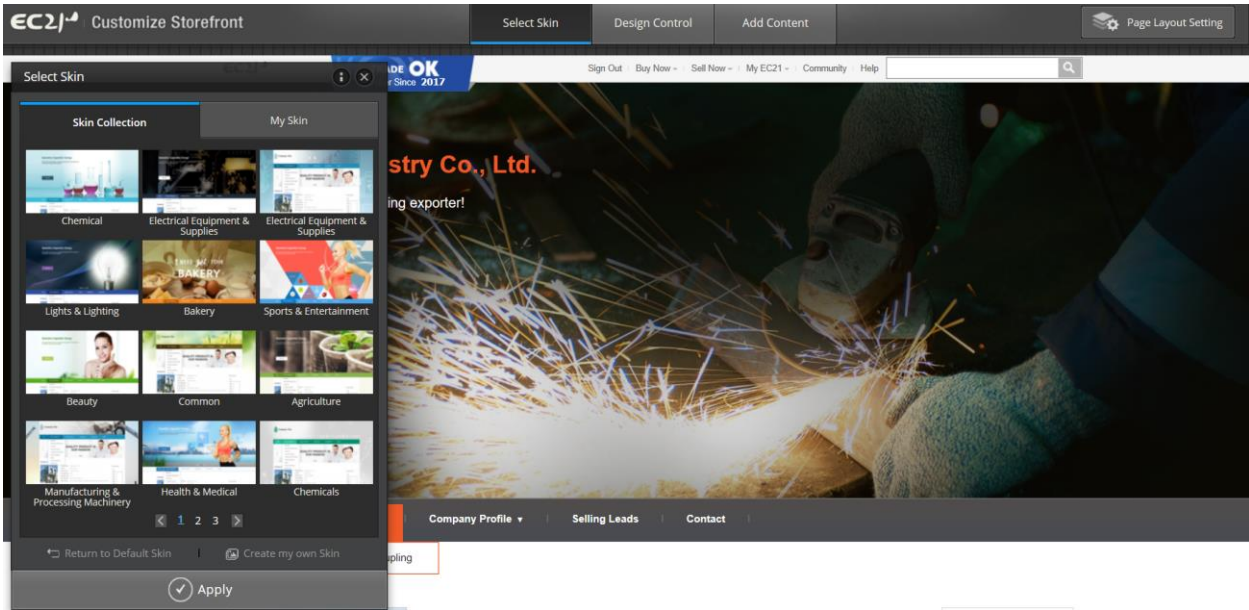 EC21 Customize Storefront
Select Skin
Design Control
Add Content
Page Layout Setting
ADE OK
r Since 2017
Sign Out
Buy Now
Sell Now
My EC21
Community
Help
Select Skin
Skin Collection
My Skin
Chemical
Electrical Equipment &
Supplies
Electrical Equipment &
Supplies
BAKERY
Lights & Lighting
Bakery
Sports & Entertainment
Beauty
Common
Agriculture
Manufacturing &
Processing Machinery
Health & Medical
Chemicals
1 2 3
Return to Default Skin
Create my own Skin
Apply
stry Co., Ltd.
ing exporter!
Company Profile
Selling Leads
Contact
upling